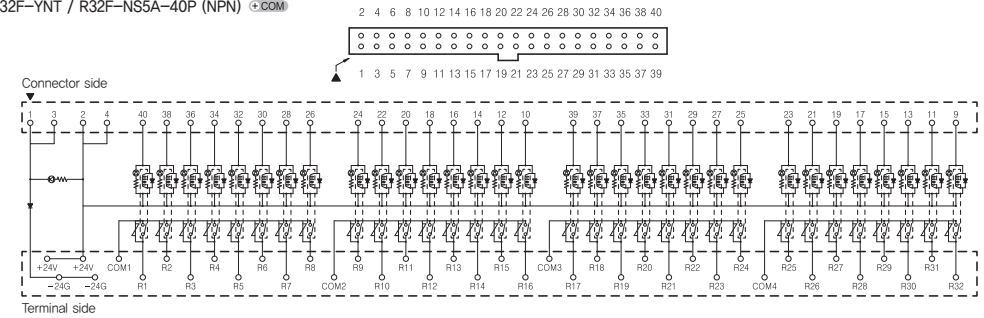 32F-YNT / R32F-NS5A-40P (NPN) +COM
2 4 6 8 10 12 14 16 18 20 22 24 26 28 30 32 34 36 38 40
1 3 5 7 9 11 13 15 17 19 21 23 25 27 29 31 33 35 37 39
Connector side
1 3 2 4 40 38 36 34 32 30 28 26 24 22 20 18 16 14 12 10 39 37 35 33 31 29 27 25 23 21 19 17 15 13 11 9
+24V +24V COM1 R2 R4 R6 R8 R9 R11 R13 R15 COM3 R18 R20 R22 R24 R25 R27 R29 R31
-24G -24G R1 R3 R5 R7 COM2 R10 R12 R14 R16 R17 R19 R21 R23 COM4 R26 R28 R30 R32
Terminal side